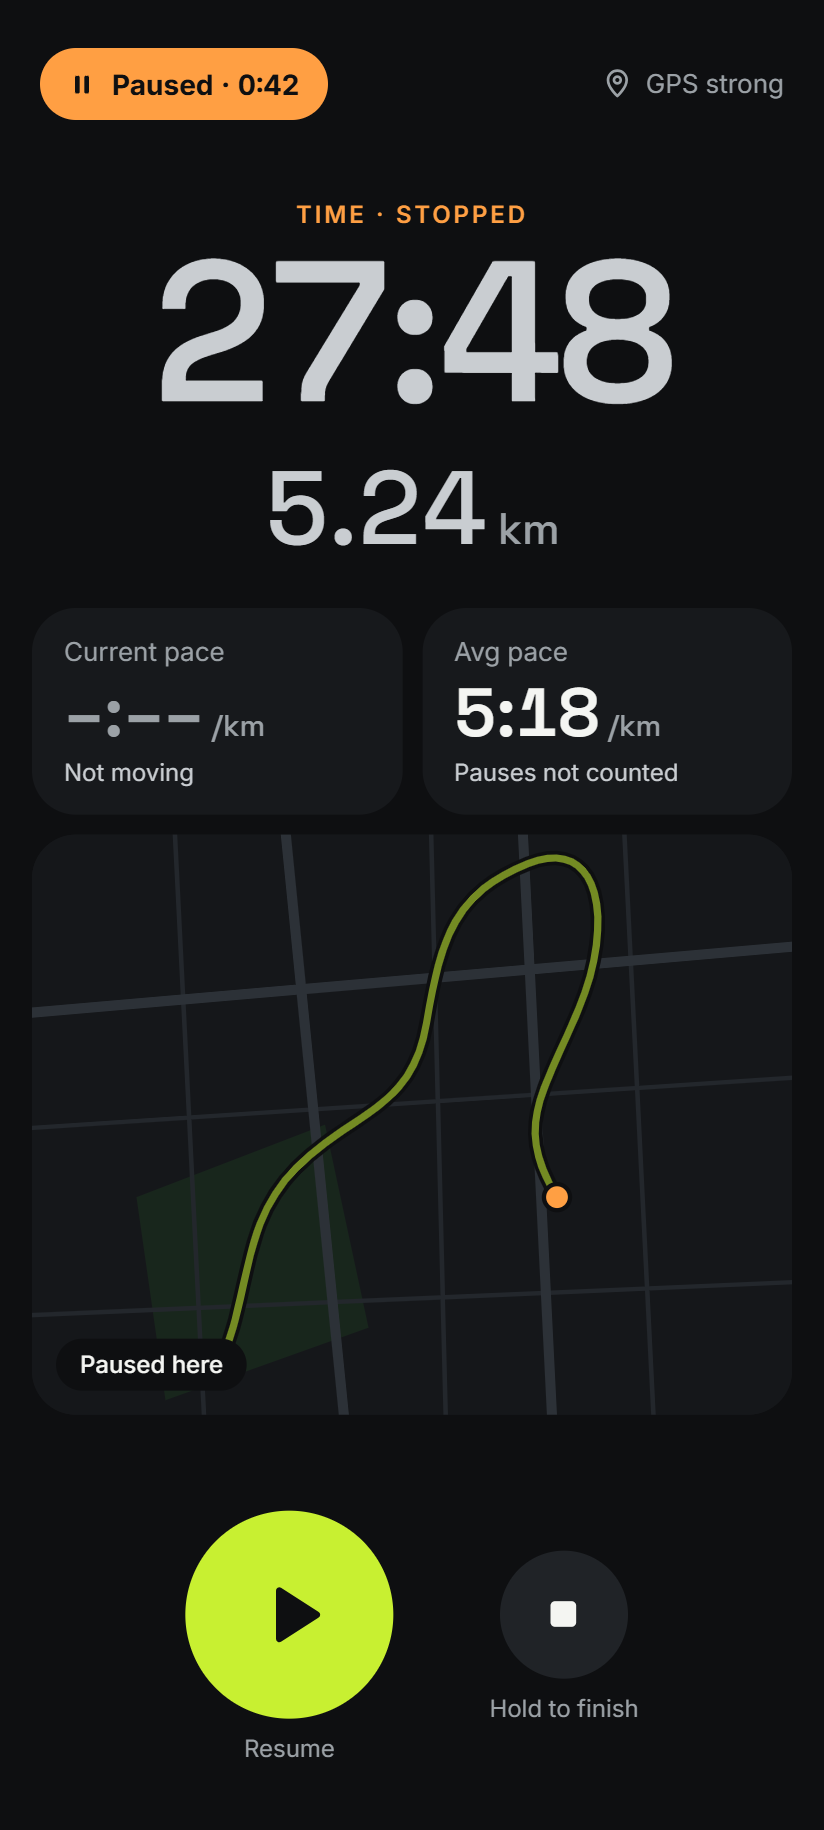 Paused · 0:42
GPS strong
TIME · STOPPED
27:48
5.24 km
Current pace
–:–– /km
Not moving
Avg pace
5:18 /km
Pauses not counted
Paused here
Resume
Hold to finish